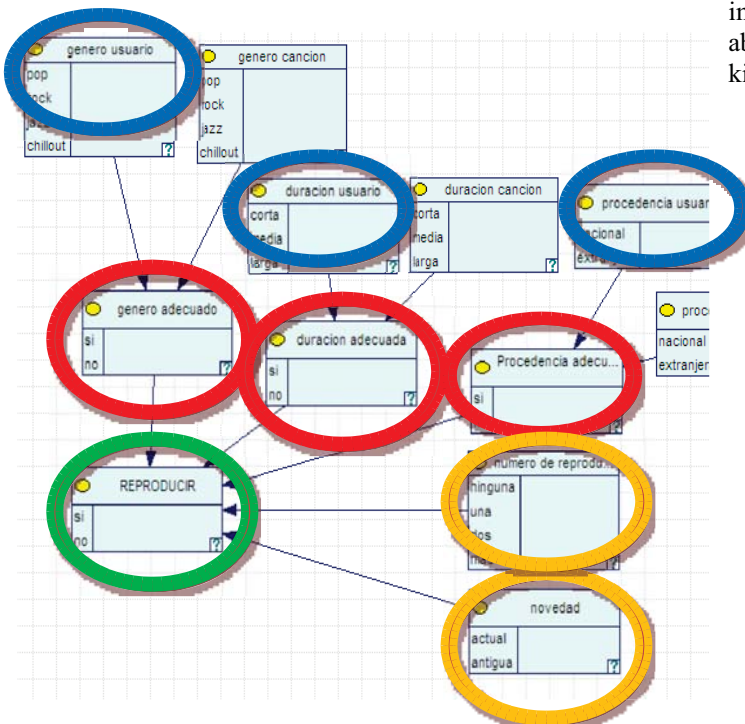 in
ab
ki
genero usuario
pop
rock
jazz
chillout
?
genero cancion
pop
rock
jazz
chillout
duracion usuario
corta
media
larga
?
duracion cancion
corta
media
larga
?
procedencia usuar
nacional
genero adecuado
si
no
?
duracion adecuada
si
no
?
Procedencia adecu...
si
proc
nacional
extranjer
REPRODUCIR
si
no
?
numero de reprodu...
ninguna
una
dos
novedad
actual
antigua
?